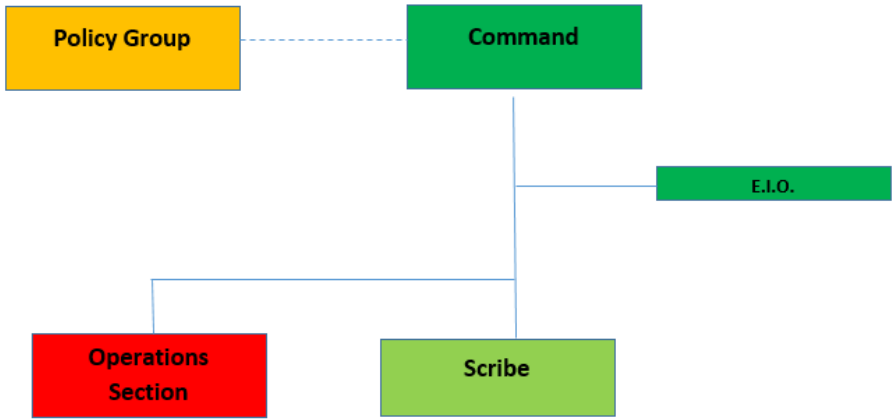 Policy Group
Command
E.I.O.
Operations
Section
Scribe